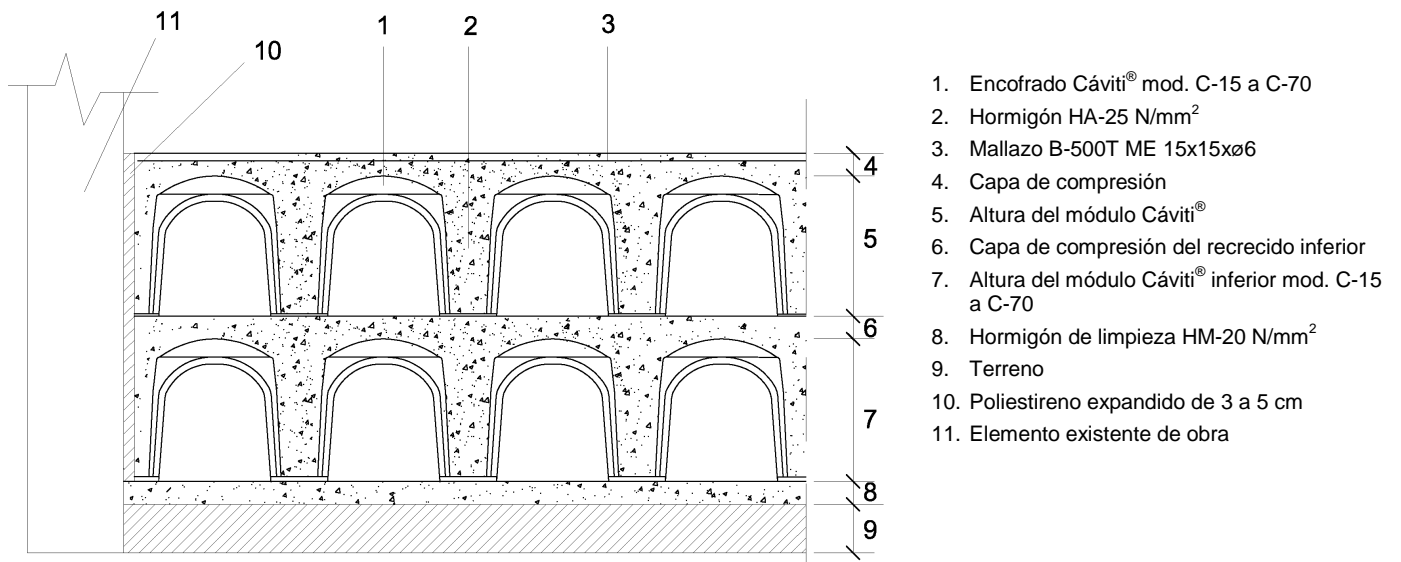 11
10
1
2
3
4
5
6
7
8
9
1. Encofrado Cáviti® mod. C-15 a C-70
2. Hormigón HA-25 N/mm²
3. Mallazo B-500T ME 15x15xø6
4. Capa de compresión
5. Altura del módulo Cáviti®
6. Capa de compresión del recrecido inferior
7. Altura del módulo Cáviti® inferior mod. C-15
a C-70
8. Hormigón de limpieza HM-20 N/mm²
9. Terreno
10. Poliestireno expandido de 3 a 5 cm
11. Elemento existente de obra